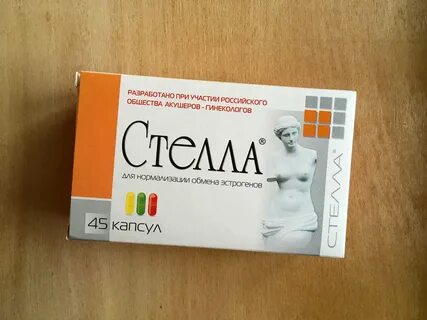 РАЗРАБОТАНО ПРИ УЧАСТИИ РОССИЙСКОГО
ОБЩЕСТВА АКУШЕРОВ - ГИНЕКОЛОГОВ
СТЕЛЛА®
для нормализации обмена эстрогенов
45 капсул
СТЕЛЛА®